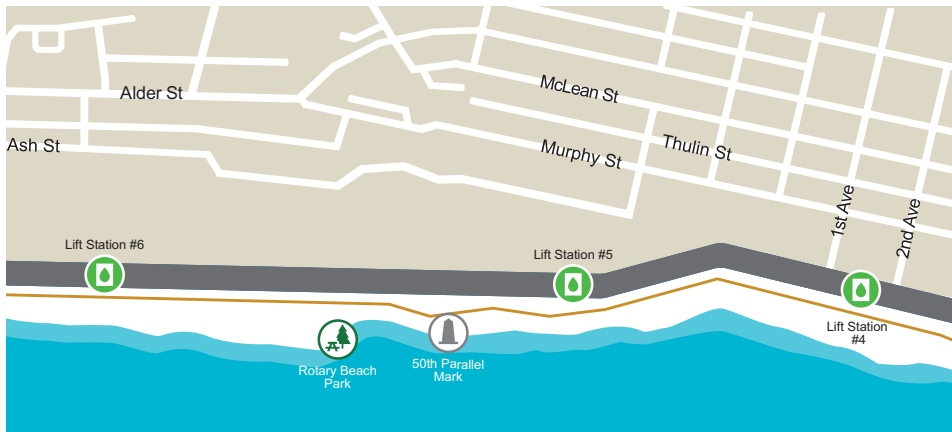 McLean St
Alder St
Ash St
Murphy St
Thulin St
1st Ave
2nd Ave
Lift Station #6
Lift Station #5
Lift Station
#4
Rotary Beach
Park
50th Parallel
Mark